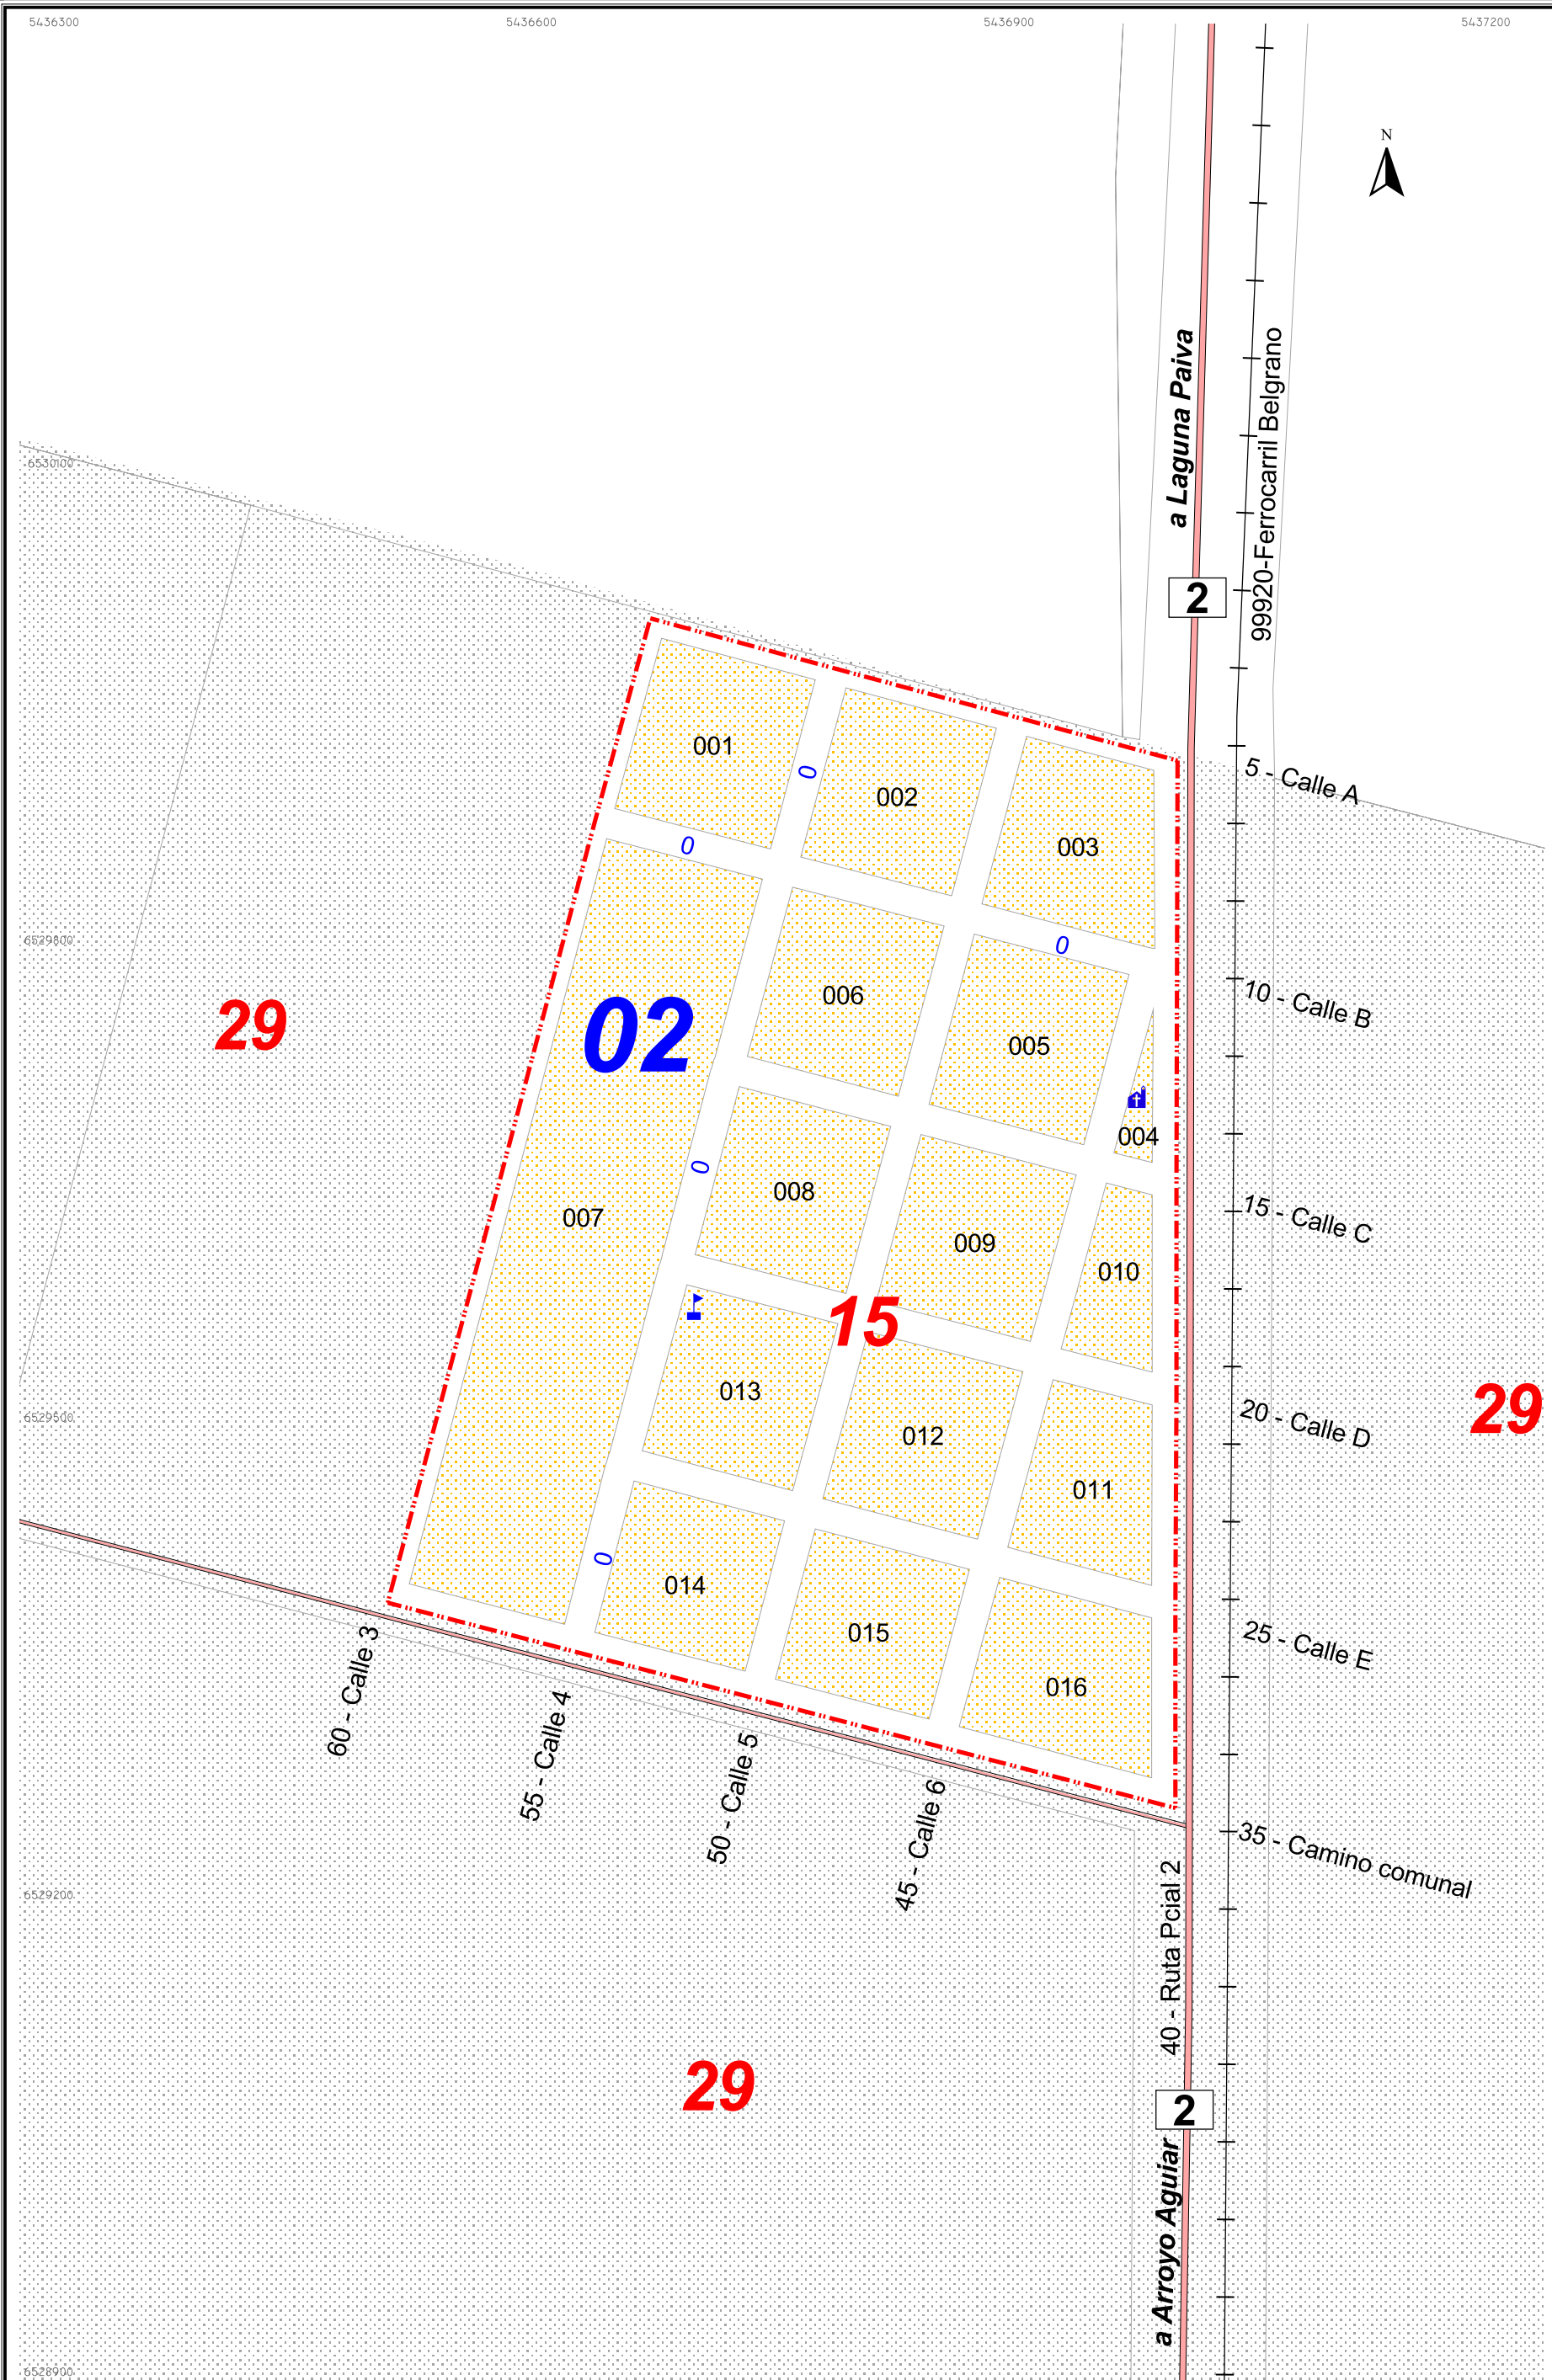 5436300 5436600 5436900 5437200
N
a Laguna Paiva
99920-Ferrocarril Belgrano
6530100
2
001
0
002
5 - Calle A
0
003
6529800
0
29
02
006
10 - Calle B
005
004
0
008
15 - Calle C
007
009
010
15
013
29
6529500
20 - Calle D
012
011
0
014
015
25 - Calle E
60 - Calle 3
016
55 - Calle 4
50 - Calle 5
45 - Calle 6
35 - Camino comunal
6529200
40 - Ruta Pcial 2
29
2
a Arroyo Aguiar
6528900